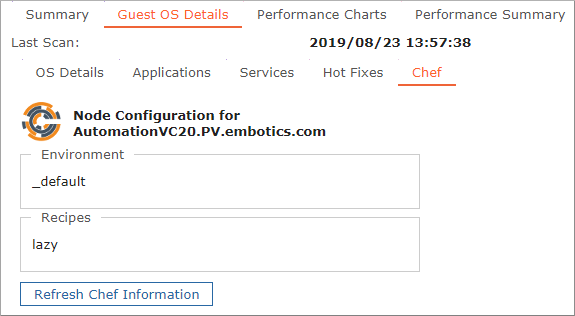 Summary Guest OS Details Performance Charts Performance Summary
Last Scan: 2019/08/23 13:57:38
OS Details Applications Services Hot Fixes Chef
Node Configuration for
AutomationVC20.PV.embotics.com
Environment
_default
Recipes
lazy
Refresh Chef Information